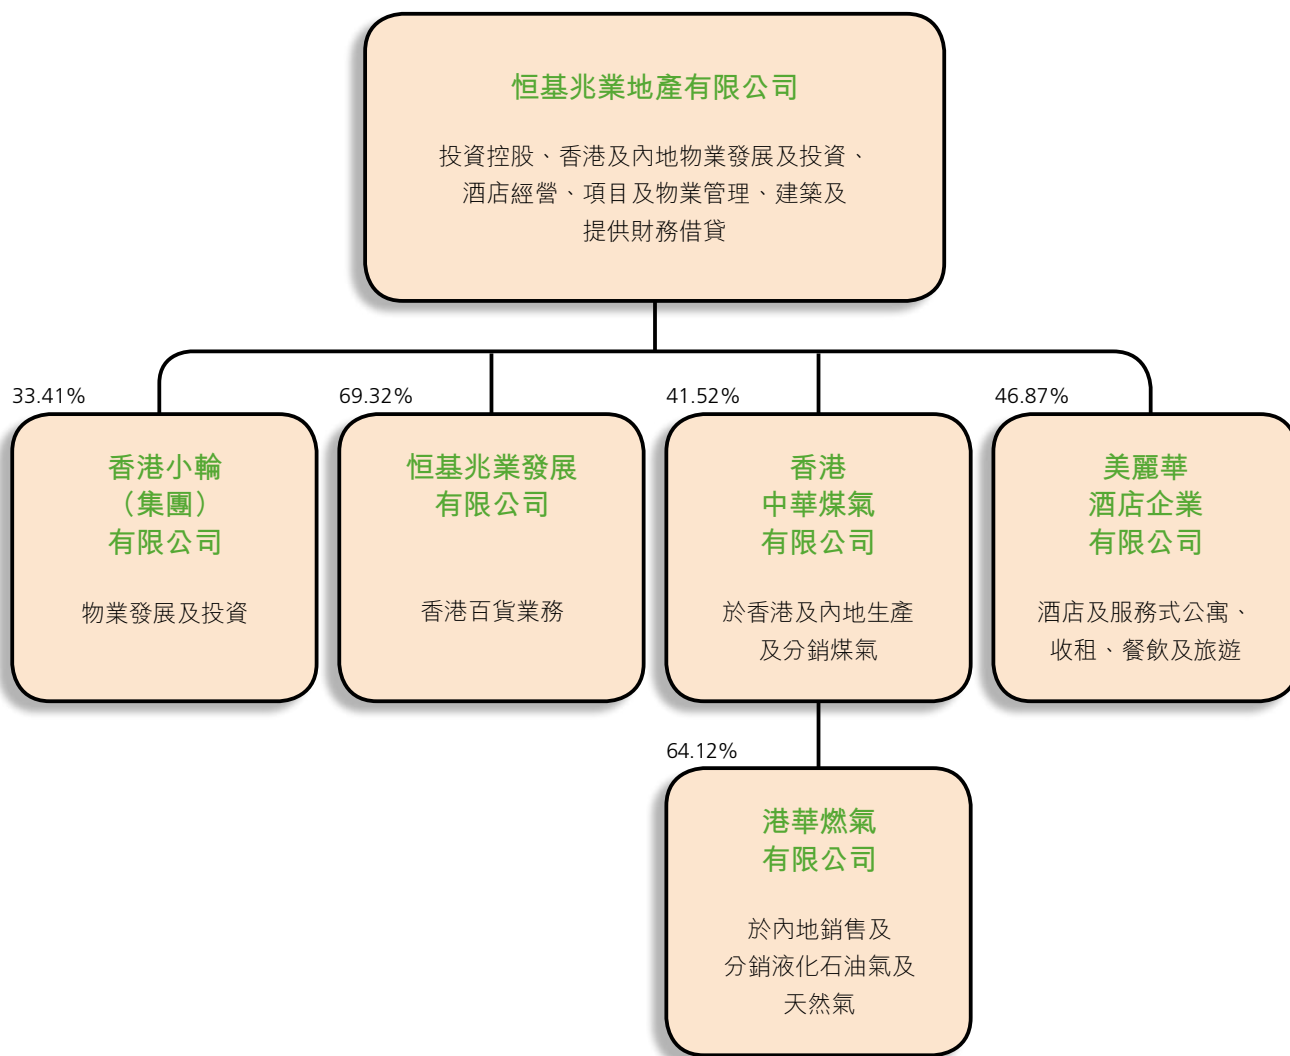 恒基兆業地產有限公司
投資控股、香港及內地物業發展及投資、
酒店經營、項目及物業管理、建築及
提供財務借貸
33.41%
香港小輪
（集團）
有限公司
物業發展及投資
69.32%
恒基兆業發展
有限公司
香港百貨業務
41.52%
香港
中華煤氣
有限公司
於香港及內地生產
及分銷煤氣
46.87%
美麗華
酒店企業
有限公司
酒店及服務式公寓、
收租、餐飲及旅遊
64.12%
港華燃氣
有限公司
於內地銷售及
分銷液化石油氣及
天然氣